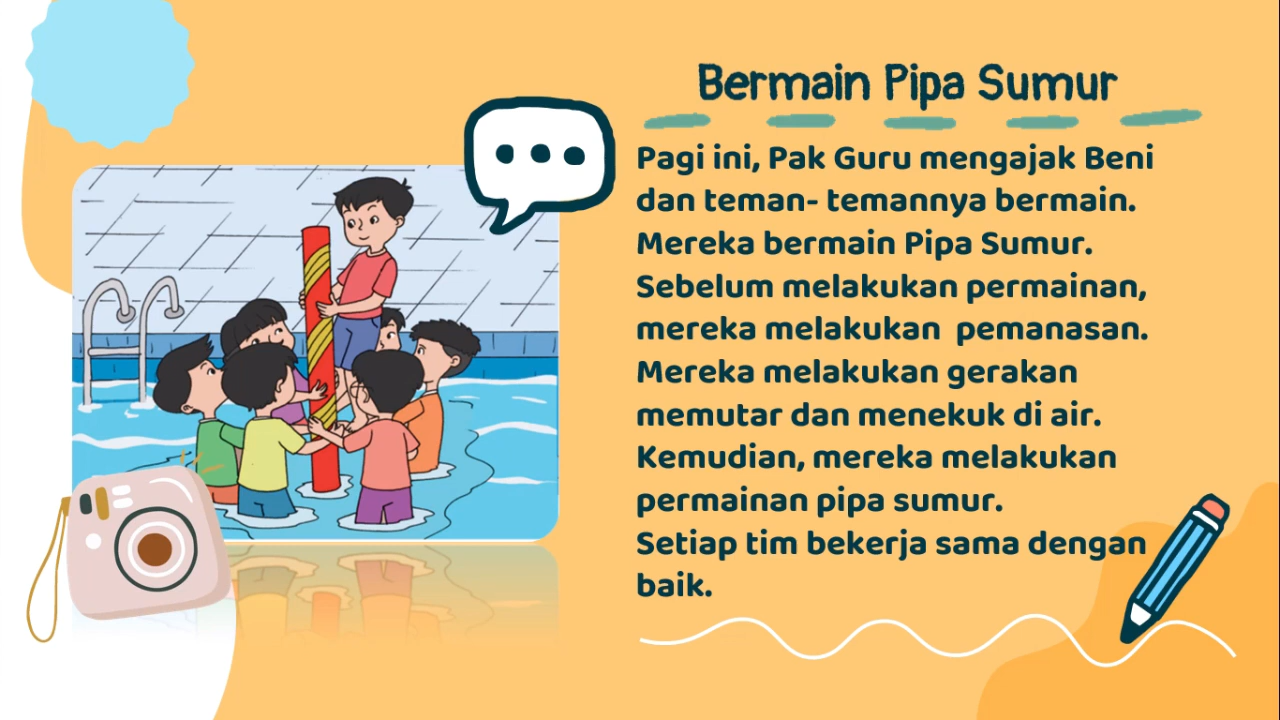 Bermain Pipa Sumur
Pagi ini, Pak Guru mengajak Beni
dan teman- temannya bermain.
Mereka bermain Pipa Sumur.
Sebelum melakukan permainan,
mereka melakukan  pemanasan.
Mereka melakukan gerakan
memutar dan menekuk di air.
Kemudian, mereka melakukan
permainan pipa sumur.
Setiap tim bekerja sama dengan
baik.